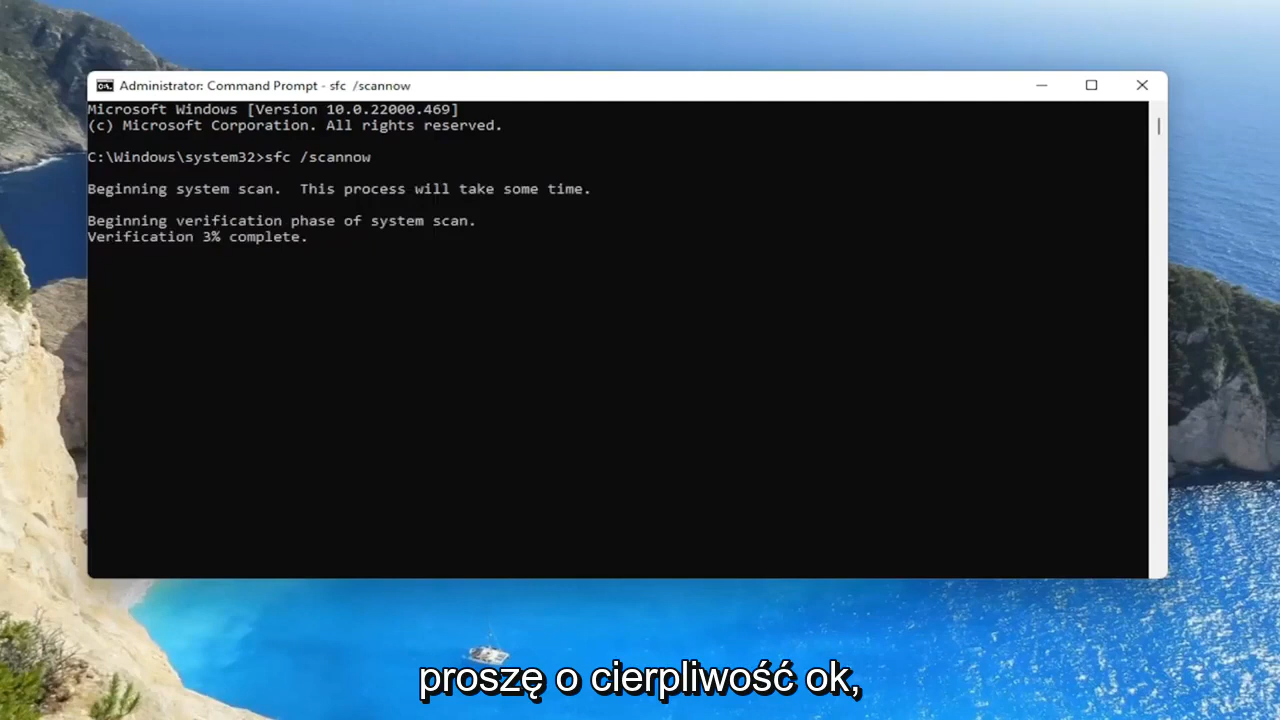 Administrator: Command Prompt - sfc /scannow
Microsoft Windows [Version 10.0.22000.469]
(c) Microsoft Corporation. All rights reserved.
C:\Windows\system32>sfc /scannow
Beginning system scan.  This process will take some time.
Beginning verification phase of system scan.
Verification 3% complete.
proszę o cierpliwość ok,